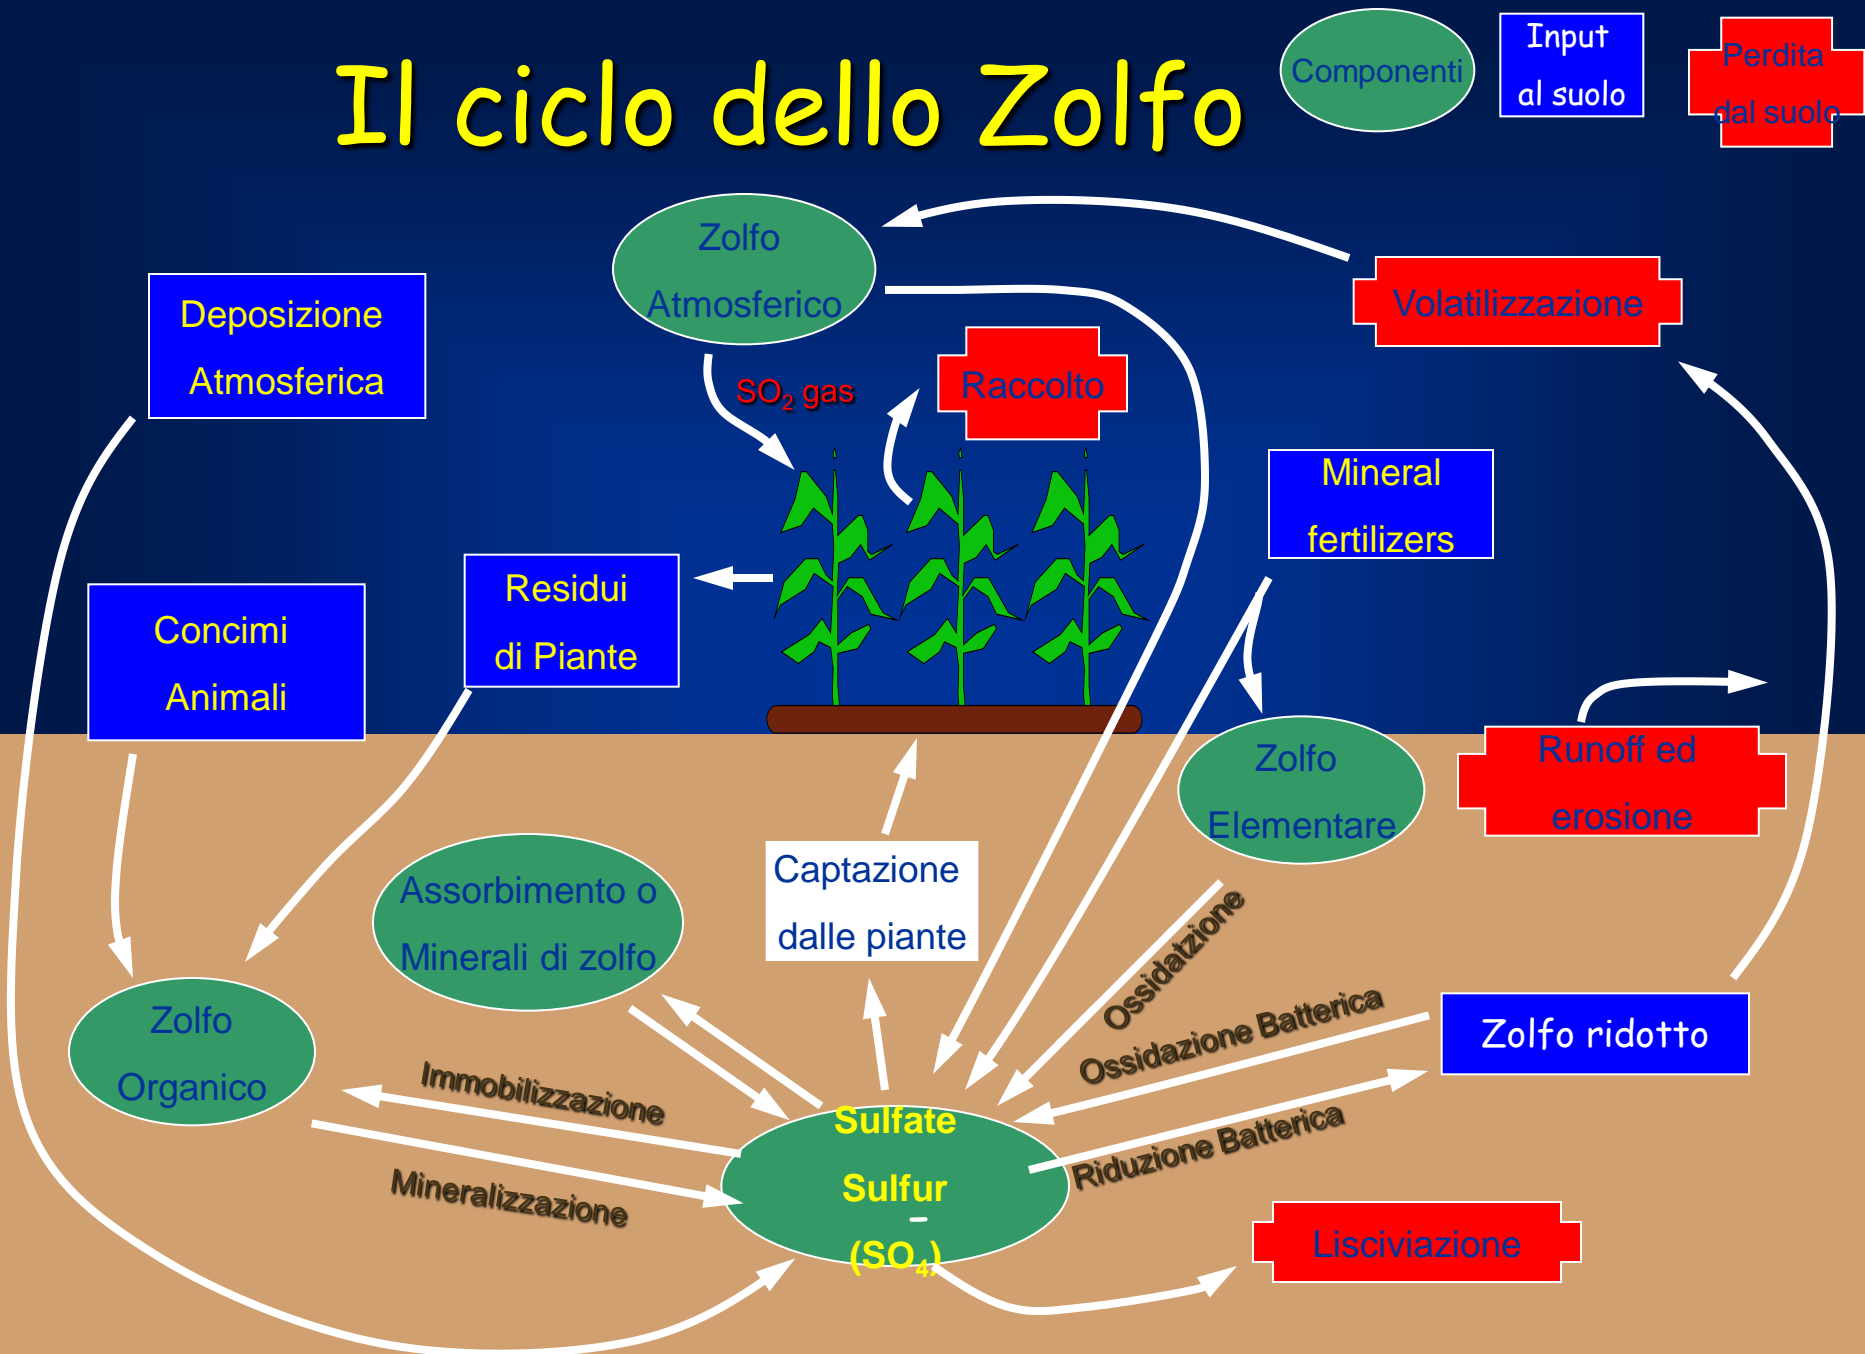 Il ciclo dello Zolfo
Componenti
Input
al suolo
Perdita
dal suolo
Zolfo
Atmosferico
Volatilizzazione
Deposizione
Atmosferica
SO2 gas
Raccolto
Mineral
fertilizers
Residui
di Piante
Concimi
Animali
Zolfo
Elementare
Runoff ed
erosione
Captazione
dalle piante
Assorbimento o
Minerali di zolfo
Ossidatzione
Zolfo
Organico
Immobilizzazione
Mineralizzazione
Ossidazione Batterica
Riduzione Batterica
Zolfo ridotto
Sulfate
Sulfur
(SO4)
–
Lisciviazione